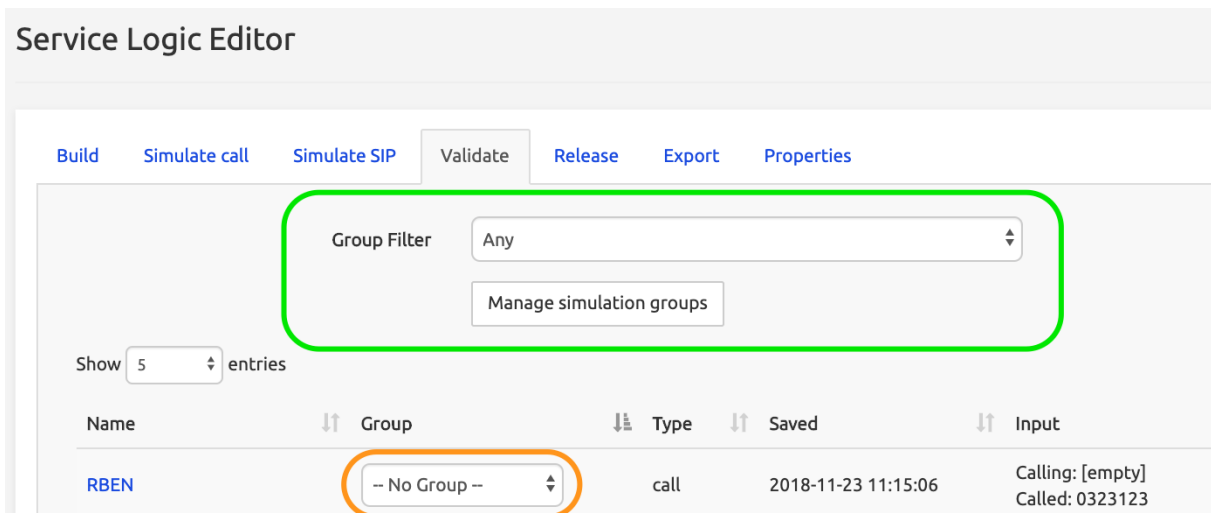 Service Logic Editor
Build Simulate call Simulate SIP Validate Release Export Properties
Group Filter Any
Manage simulation groups
Show 5 entries
Name Group Type Saved Input
RBEN -- No Group -- call 2018-11-23 11:15:06 Calling: [empty]
Called: 0323123